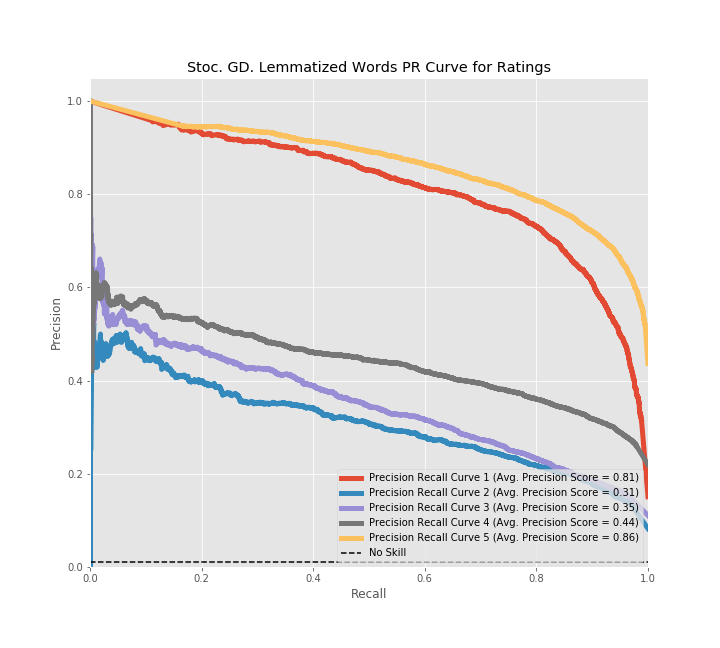 Stoc. GD. Lemmatized Words PR Curve for Ratings
1.0
0.8
0.6
0.4
0.2
0.0
Precision
Precision Recall Curve 1 (Avg. Precision Score = 0.81)
Precision Recall Curve 2 (Avg. Precision Score = 0.31)
Precision Recall Curve 3 (Avg. Precision Score = 0.35)
Precision Recall Curve 4 (Avg. Precision Score = 0.44)
Precision Recall Curve 5 (Avg. Precision Score = 0.86)
No Skill
0.0 0.2 0.4 0.6 0.8 1.0
Recall